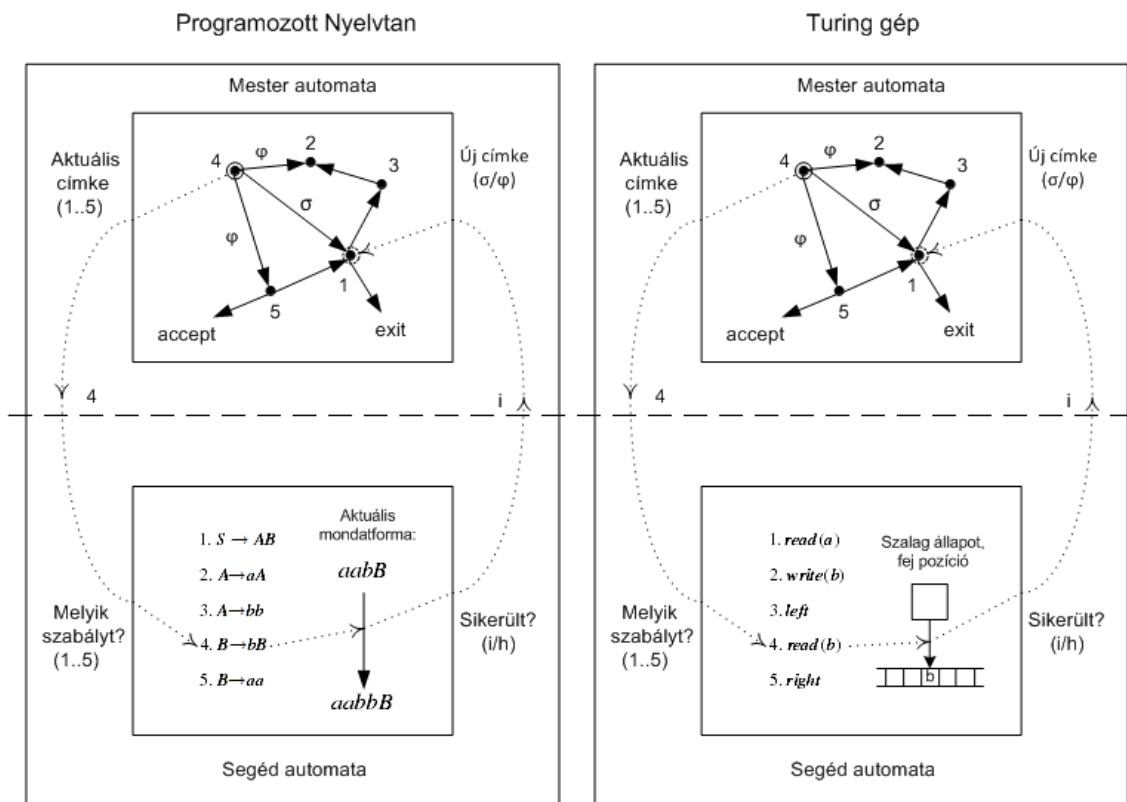 Programozott Nyelvtan
Mester automata
Aktuális
címke
(1..5)
4
φ
2
3
σ
φ
1
5
accept
exit
Új címke
(σ/φ)
4
i
1. S → AB
2. A→aA
3. A→bb
4. B→bB
5. B→aa
Aktuális
mondatforma:
aabB
aabbB
Melyik
szabályt?
(1..5)
Sikerült?
(i/h)
Segéd automata
Turing gép
Mester automata
Aktuális
címke
(1..5)
4
φ
2
3
σ
φ
1
5
accept
exit
Új címke
(σ/φ)
4
i
1. read(a)
2. write(b)
3. left
4. read(b)
5. right
Szalag állapot,
fej pozíció
b
Melyik
szabályt?
(1..5)
Sikerült?
(i/h)
Segéd automata